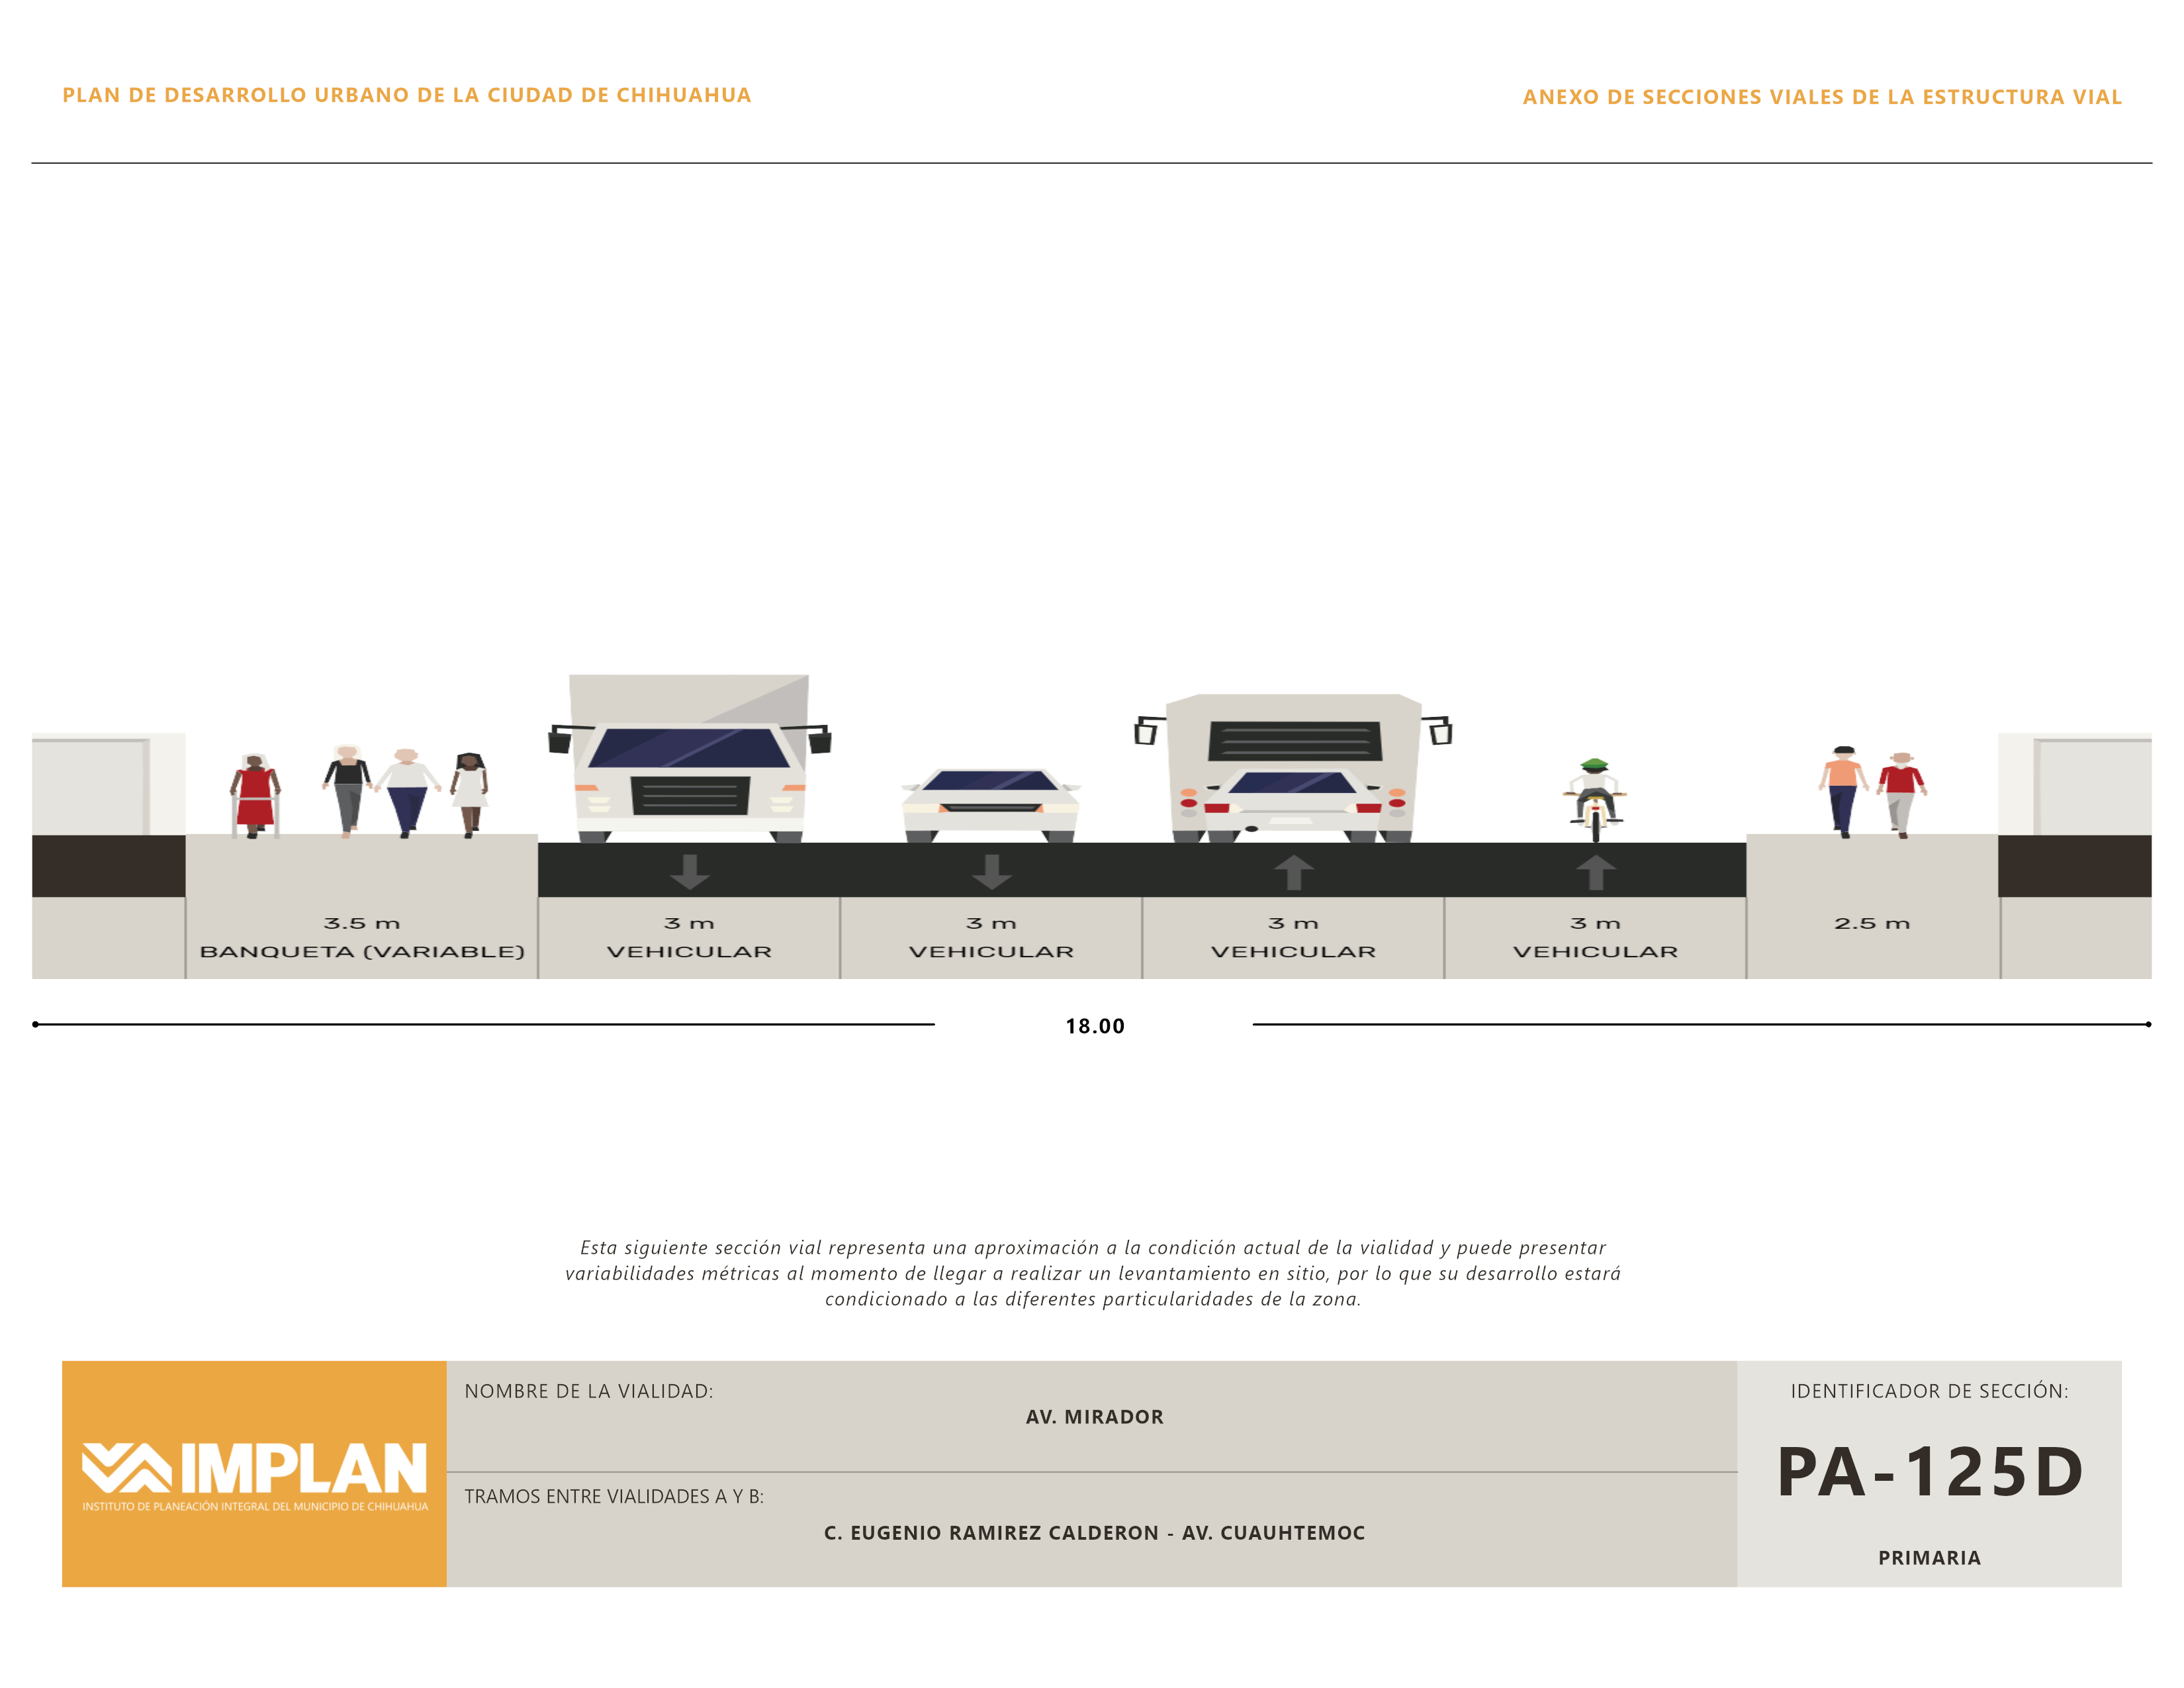 PLAN DE DESARROLLO URBANO DE LA CIUDAD DE CHIHUAHUA
ANEXO DE SECCIONES VIALES DE LA ESTRUCTURA VIAL
3.5 m
BANQUETA (VARIABLE)
3 m
VEHICULAR
3 m
VEHICULAR
3 m
VEHICULAR
3 m
VEHICULAR
2.5 m
18.00
Esta siguiente sección vial representa una aproximación a la condición actual de la vialidad y puede presentar
variabilidades métricas al momento de llegar a realizar un levantamiento en sitio, por lo que su desarrollo estará
condicionado a las diferentes particularidades de la zona.
IMPLAN
INSTITUTO DE PLANEACIÓN INTEGRAL DEL MUNICIPIO DE CHIHUAHUA
NOMBRE DE LA VIALIDAD:
AV. MIRADOR
TRAMOS ENTRE VIALIDADES A Y B:
C. EUGENIO RAMIREZ CALDERON - AV. CUAUHTEMOC
IDENTIFICADOR DE SECCIÓN:
PA-125D
PRIMARIA